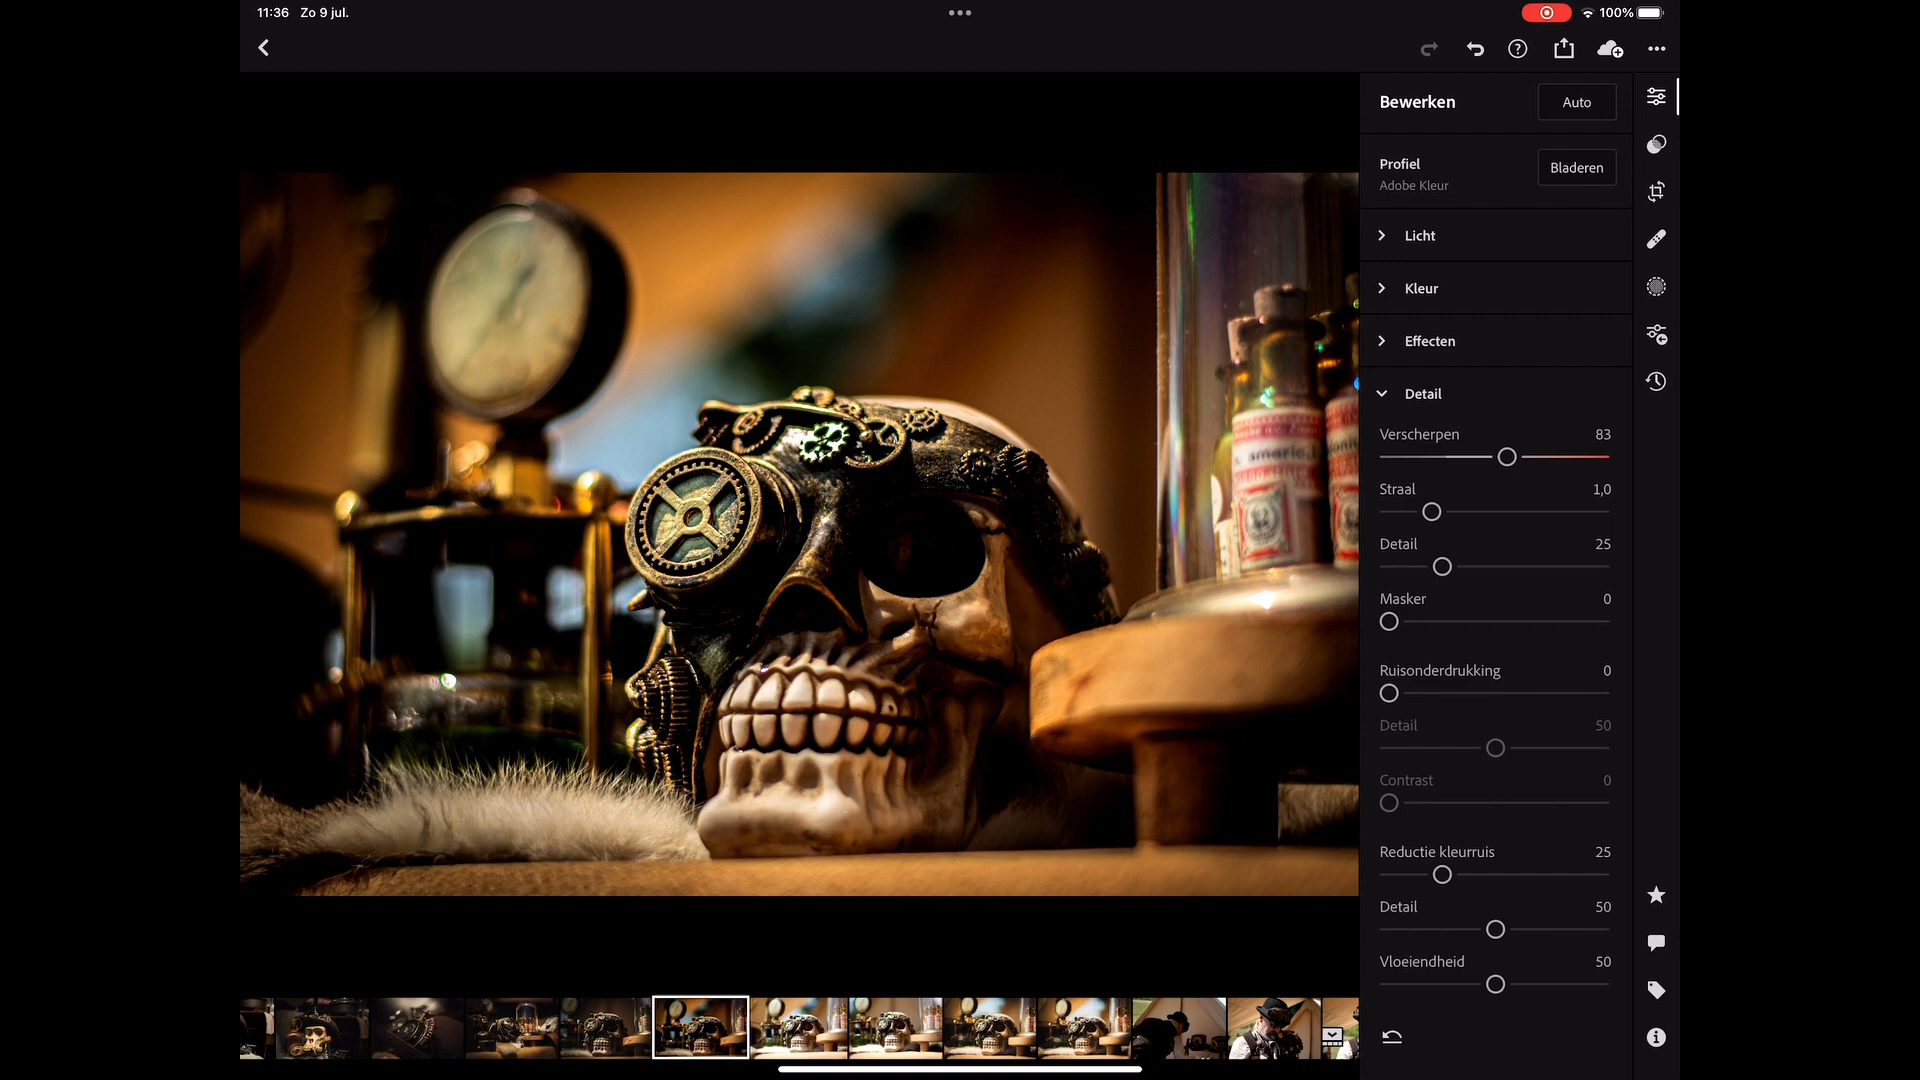 11:36 Zo 9 jul.
100%
Bewerken
Auto
Profiel
Adobe Kleur
Bladeren
Licht
Kleur
Effecten
Detail
Verscherpen 83
Straal 1,0
Detail 25
Masker 0
Ruisonderdrukking 0
Detail 50
Contrast 0
Reductie kleurruis 25
Detail 50
Vloeiendheid 50